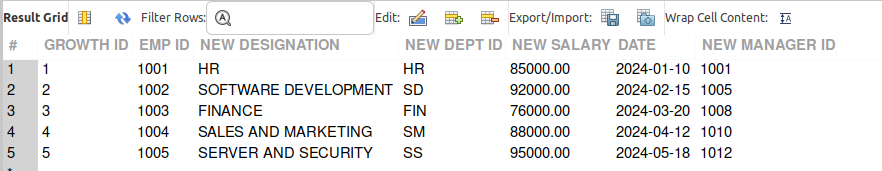 Result Grid Filter Rows: Edit: Export/Import: Wrap Cell Content: IA
# GROWTH ID EMP ID NEW DESIGNATION NEW DEPT ID NEW SALARY DATE NEW MANAGER ID
1 1 1001 HR HR 85000.00 2024-01-10 1001
2 2 1002 SOFTWARE DEVELOPMENT SD 92000.00 2024-02-15 1005
3 3 1003 FINANCE FIN 76000.00 2024-03-20 1008
4 4 1004 SALES AND MARKETING SM 88000.00 2024-04-12 1010
5 5 1005 SERVER AND SECURITY SS 95000.00 2024-05-18 1012